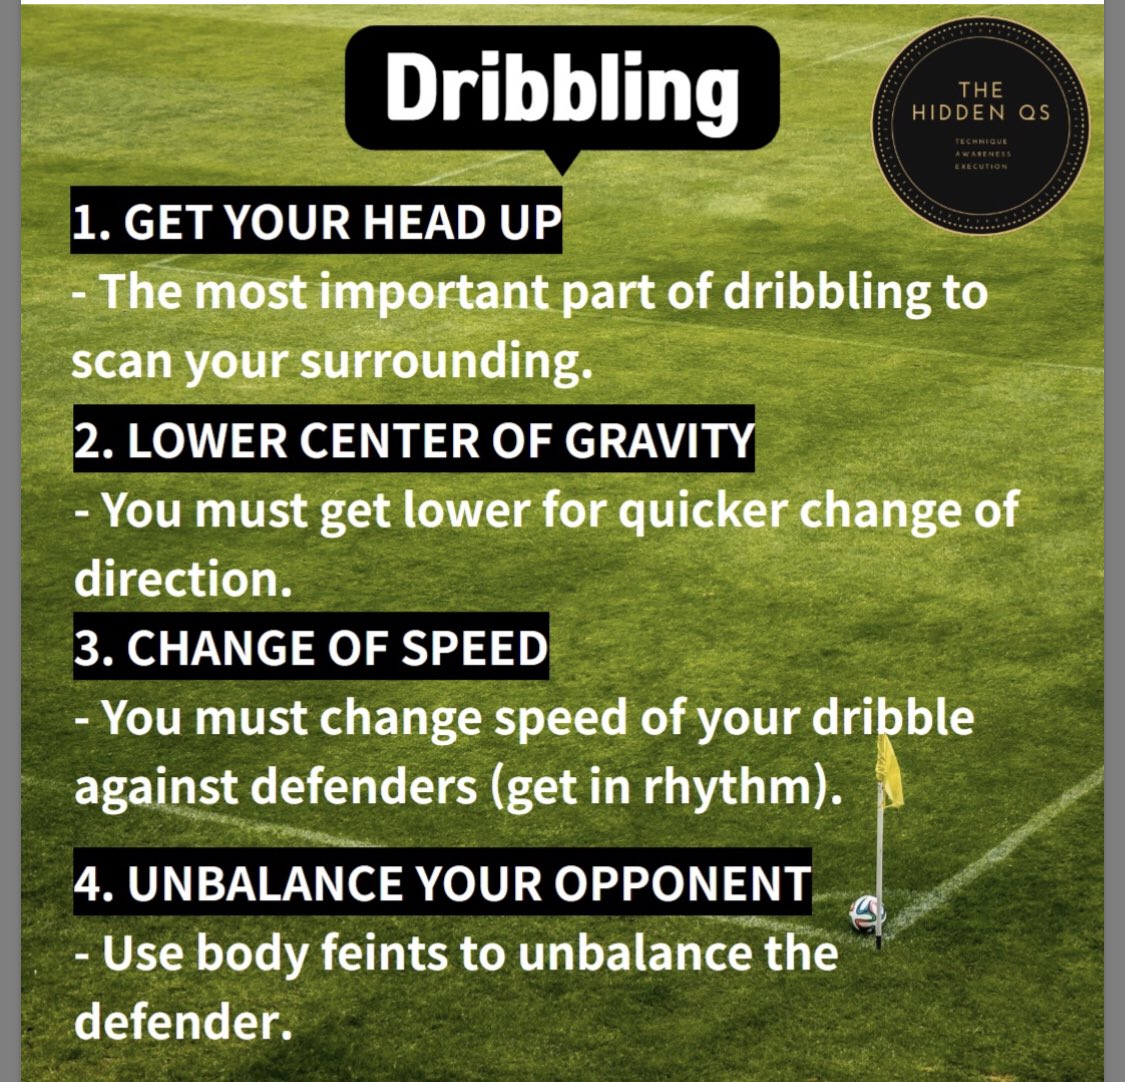 Dribbling
THE
HIDDEN QS
TECHNIQUE
AWARENESS
EXECUTION
1. GET YOUR HEAD UP
- The most important part of dribbling to
scan your surrounding.
2. LOWER CENTER OF GRAVITY
- You must get lower for quicker change of
direction.
3. CHANGE OF SPEED
- You must change speed of your dribble
against defenders (get in rhythm).
4. UNBALANCE YOUR OPPONENT
- Use body feints to unbalance the
defender.